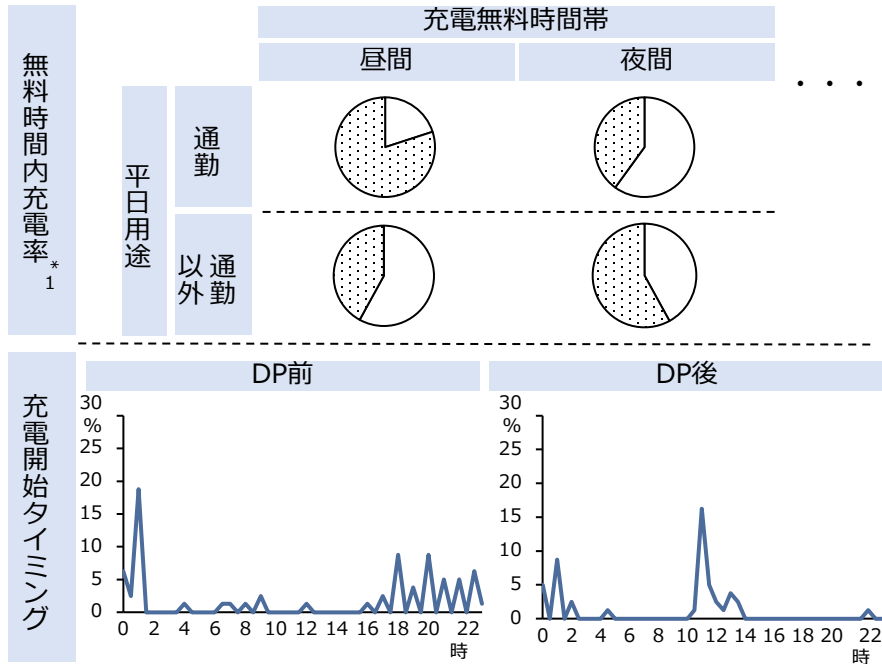 充電無料時間帯
昼間
夜間
・・・
無料時間内充電率*1
平日用途
通勤
通勤以外
充電開始タイミング
DP前
30
%
25
20
15
10
5
0
0 2 4 6 8 10 12 14 16 18 20 22
時
DP後
30
%
25
20
15
10
5
0
0 2 4 6 8 10 12 14 16 18 20 22
時